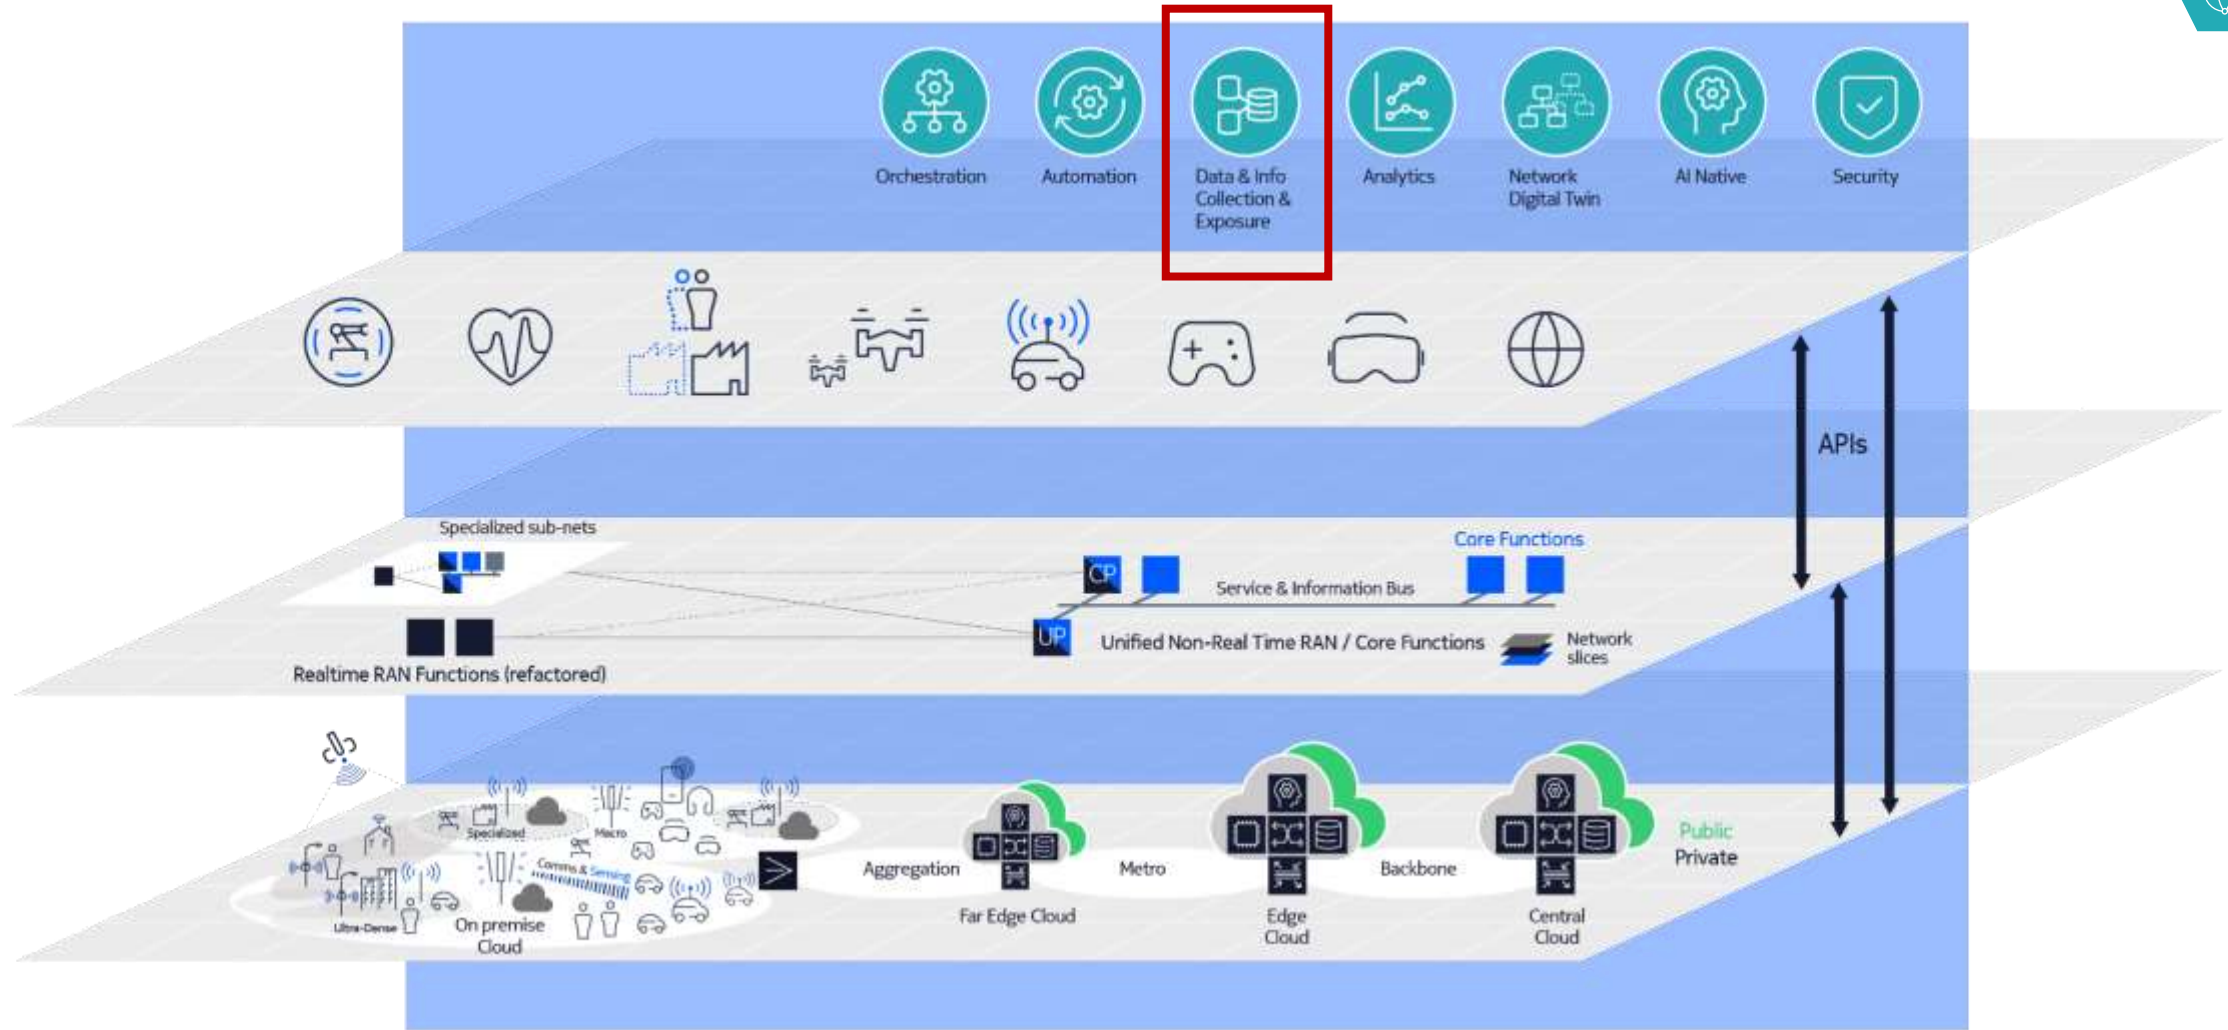 Orchestration
Automation
Data & Info
Collection &
Exposure
Analytics
Network
Digital Twin
AI Native
Security
APIs
Specialized sub-nets
Core Functions
CP
Service & Information Bus
UP
Unified Non-Real Time RAN / Core Functions
Network
slices
Realtime RAN Functions (refactored)
Specialized
Macro
Comms & Sensing
Ultra-Dense
On premise
Cloud
Aggregation
Far Edge Cloud
Metro
Edge
Cloud
Backbone
Central
Cloud
Public
Private